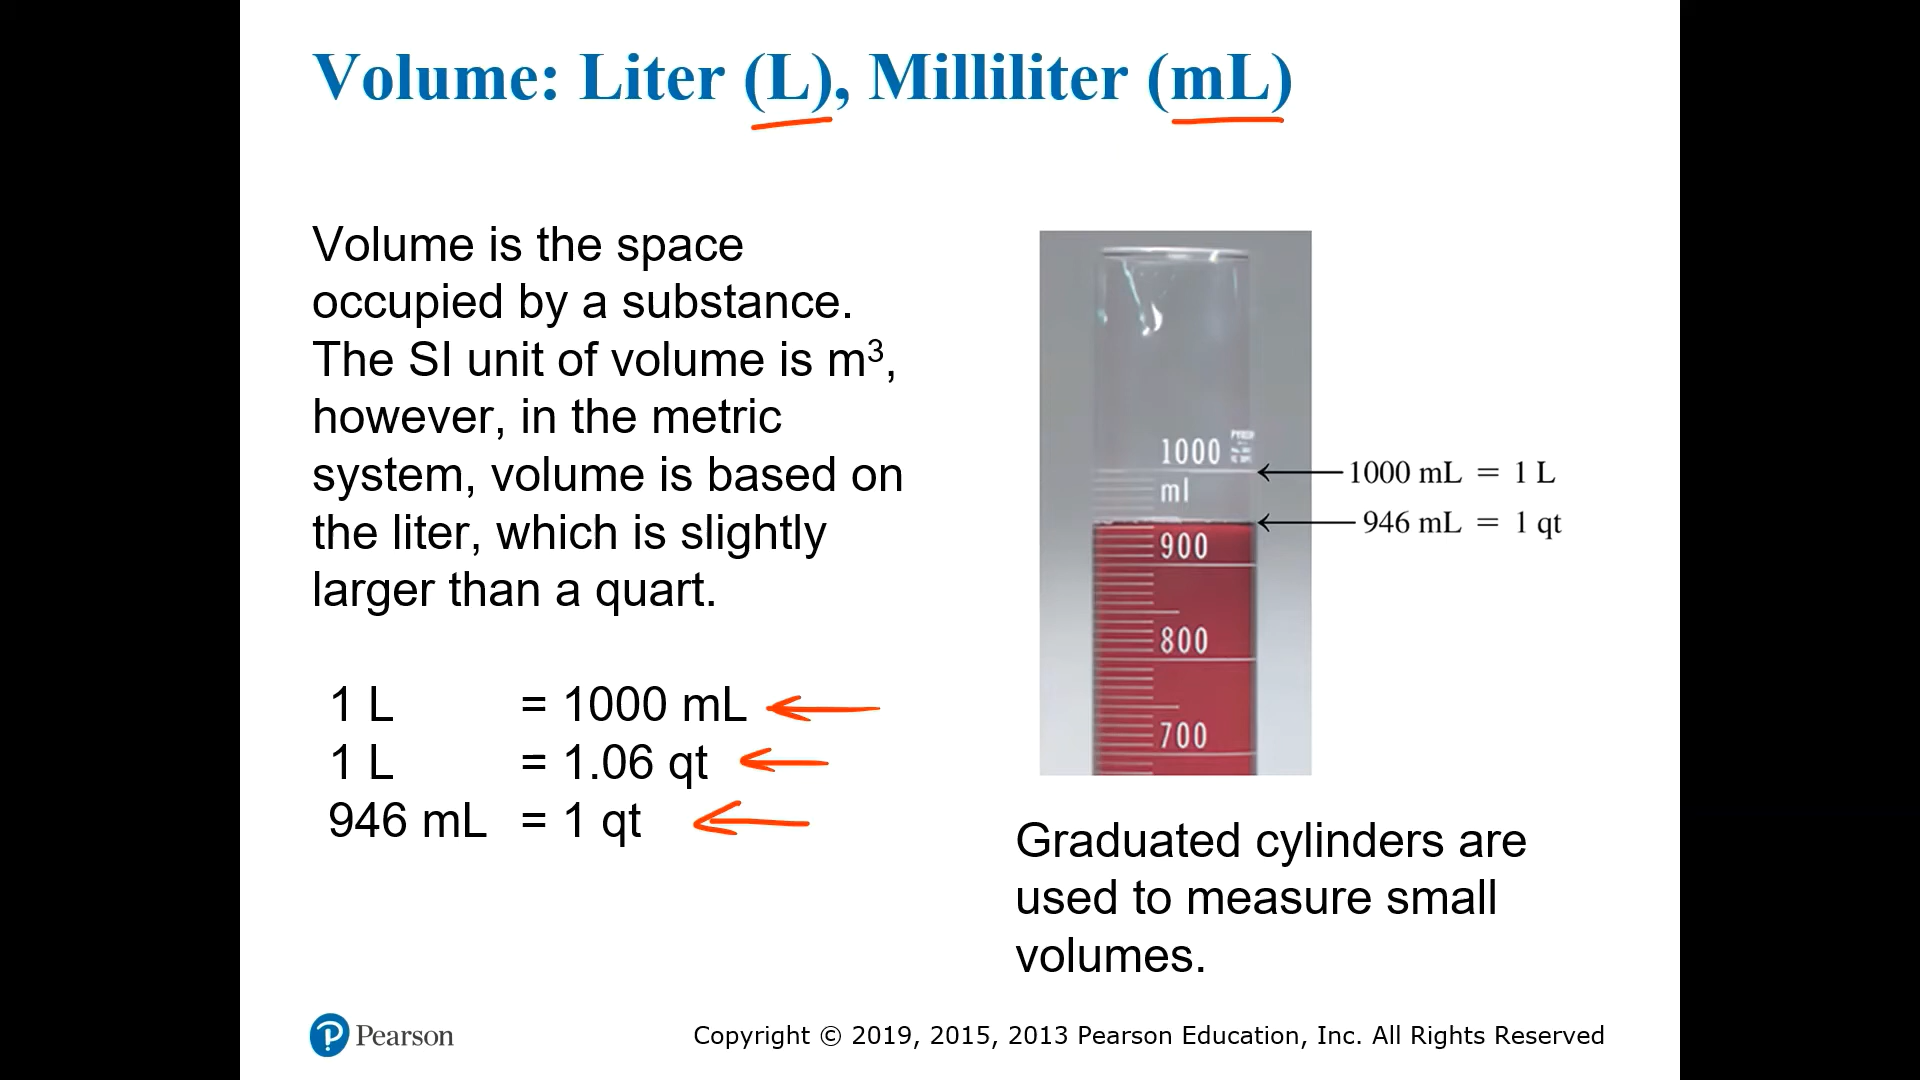 Volume: Liter (L), Milliliter (mL)
Volume is the space
occupied by a substance.
The SI unit of volume is m³,
however, in the metric
system, volume is based on
the liter, which is slightly
larger than a quart.
1 L = 1000 mL
1 L = 1.06 qt
946 mL = 1 qt
1000
ml
900
800
700
1000 mL = 1 L
946 mL = 1 qt
Graduated cylinders are
used to measure small
volumes.
Pearson
Copyright © 2019, 2015, 2013 Pearson Education, Inc. All Rights Reserved